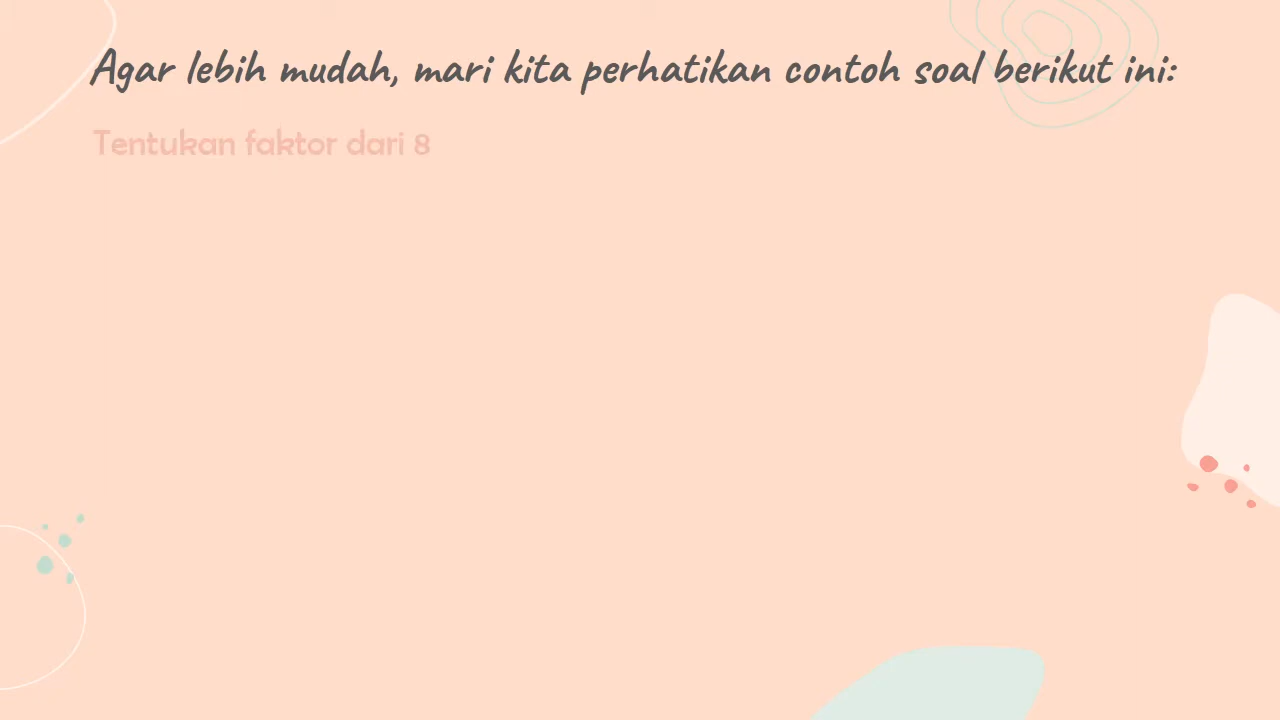 Agar lebih mudah, mari kita perhatikan contoh soal berikut ini:
Tentukan faktor dari 8